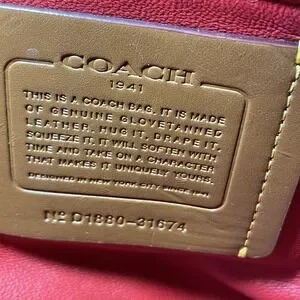 COACH
1941
THIS IS A COACH BAG. IT IS MADE
OF GENUINE GLOVETANNED
LEATHER. HUG IT, DRAPE IT,
SQUEEZE IT. IT WILL SOFTEN WITH
TIME AND TAKE ON A CHARACTER
THAT MAKES IT UNIQUELY YOURS.
DESIGNED IN NEW YORK CITY SINCE 1941.
Nº D1880-31674